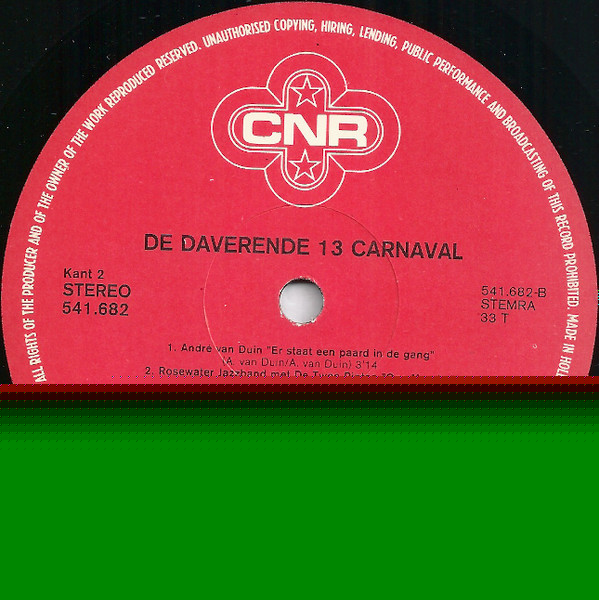 ALL RIGHTS OF THE PRODUCER AND OF THE OWNER OF THE WORK REPRODUCED RESERVED. UNAUTHORISED COPYING, HIRING, LENDING, PUBLIC PERFORMANCE AND BROADCASTING OF THIS RECORD PROHIBITED. MADE IN
CNR
DE DAVERENDE 13 CARNAVAL
Kant 2
STEREO
541.682
541.682-B
STEMRA
33 T
1. André van Duin "Er staat een paard in de gang"
(A. van Duin/A. van Duin) 3'14
2. Rosewater Jazzband met De Twee